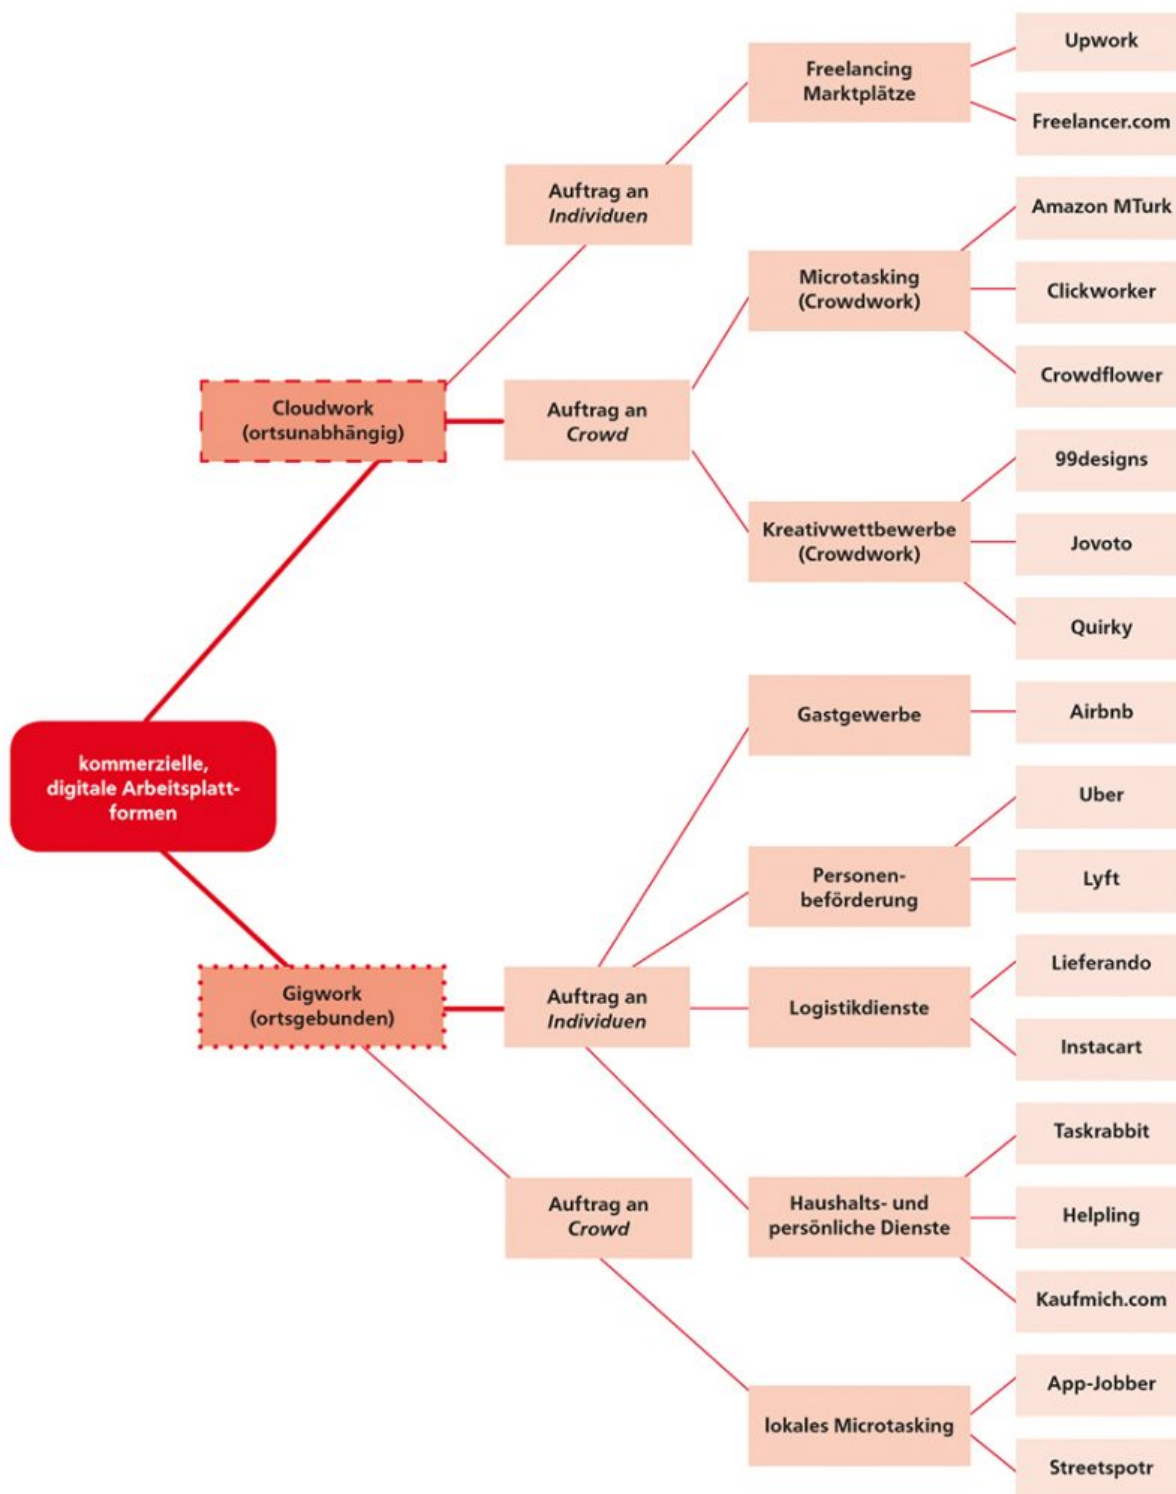 Upwork
Freelancing
Marktplätze
Freelancer.com
Auftrag an
Individuen
Amazon MTurk
Microtasking
(Crowdwork)
Clickworker
Crowdflower
Cloudwork
(ortsunabhängig)
Auftrag an
Crowd
99designs
Kreativwettbewerbe
(Crowdwork)
Jovoto
Quirky
Gastgewerbe
Airbnb
kommerzielle,
digitale Arbeitsplatt-
formen
Uber
Personen-
beförderung
Lyft
Lieferando
Gigwork
(ortsgebunden)
Auftrag an
Individuen
Logistikdienste
Instacart
Taskrabbit
Auftrag an
Crowd
Haushalts- und
persönliche Dienste
Helpling
Kaufmich.com
App-Jobber
lokales Microtasking
Streetspotr